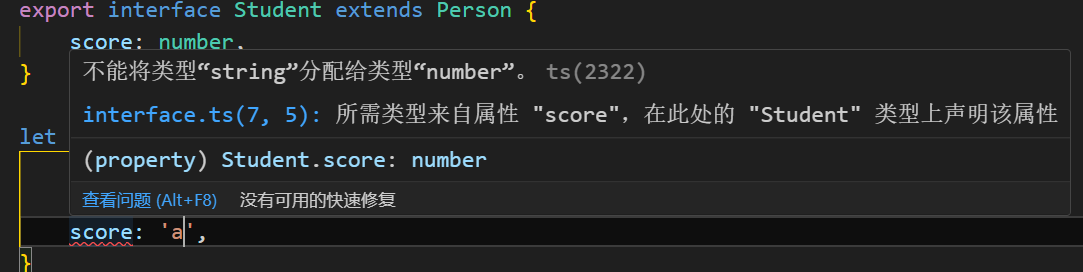 export interface Student extends Person {
score: number,
}
不能将类型“string”分配给类型“number”。 ts(2322)
interface.ts(7, 5): 所需类型来自属性 "score"，在此处的 "Student" 类型上声明该属性
let
(property) Student.score: number
查看问题 (Alt+F8) 没有可用的快速修复
score: 'a',
}